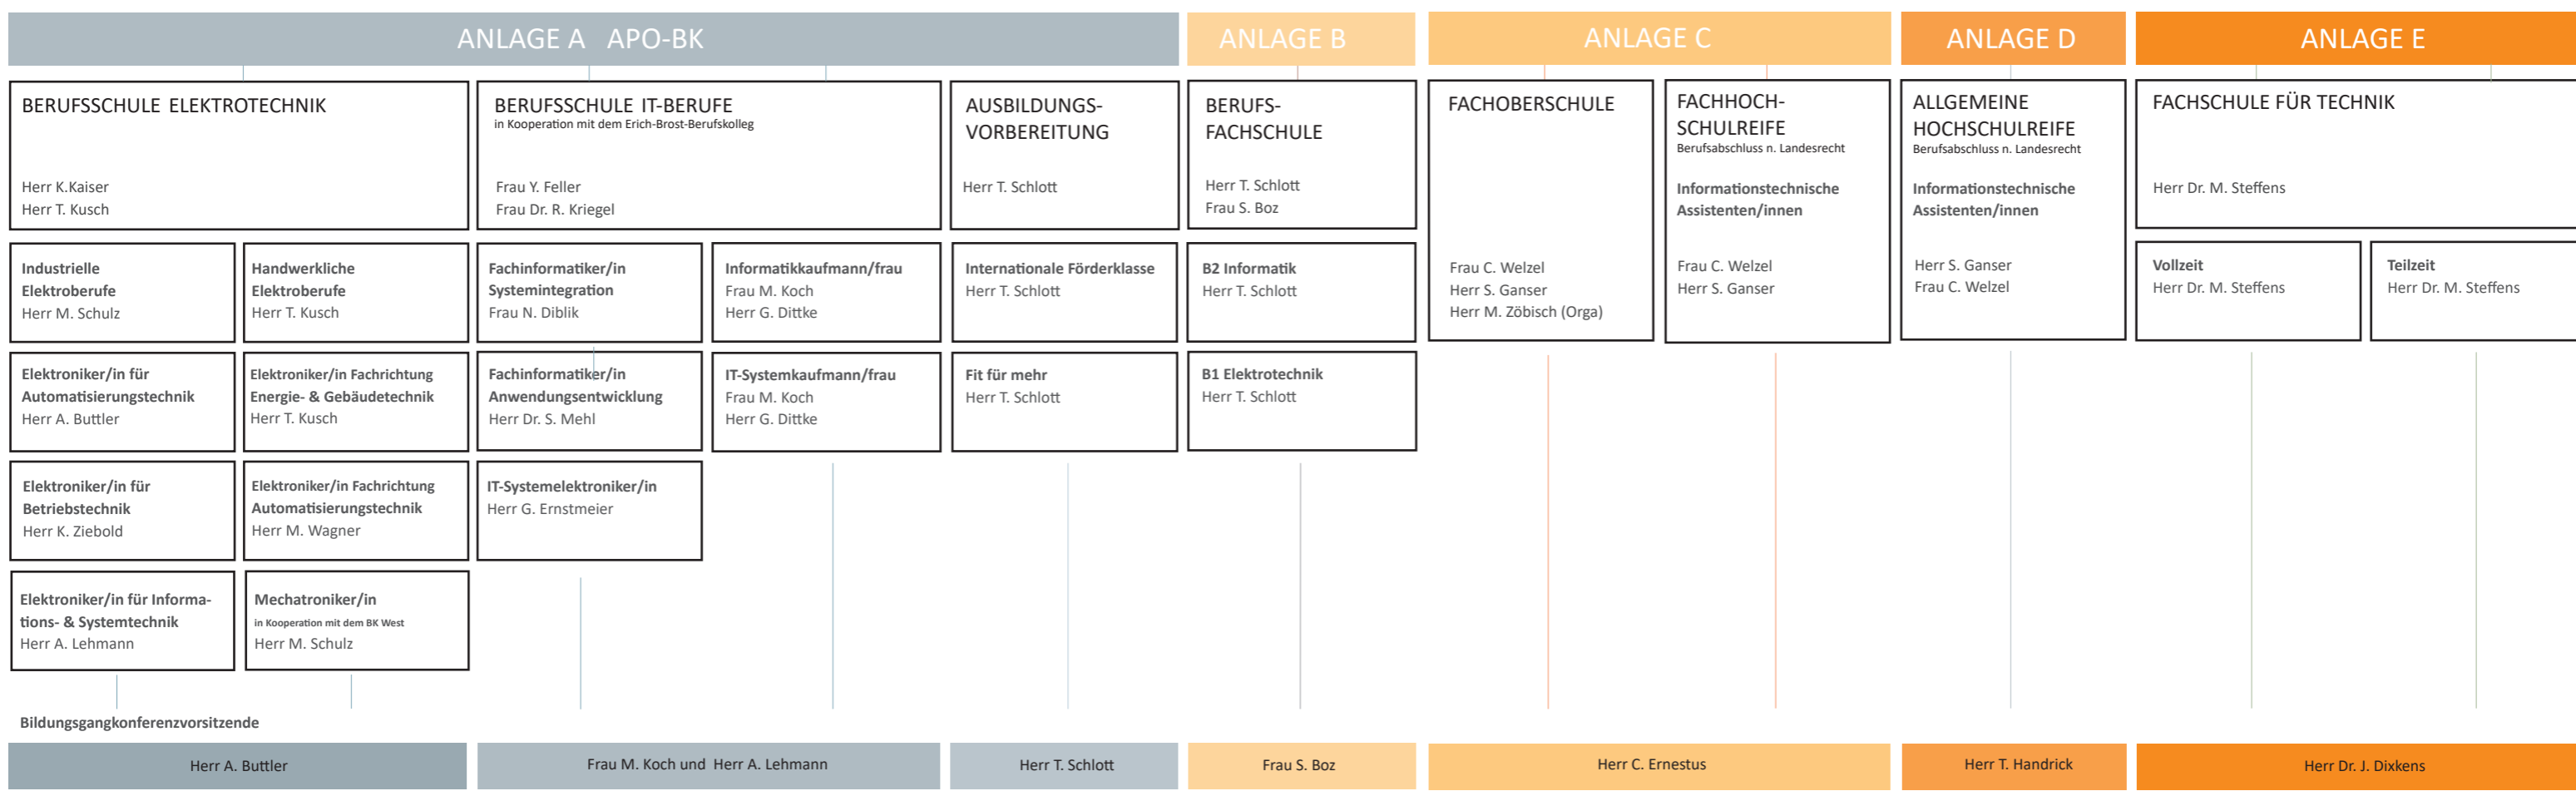 ANLAGE A APO-BK
ANLAGE B
ANLAGE C
ANLAGE D
ANLAGE E
BERUFSSCHULE ELEKTROTECHNIK
Herr K.Kaiser
Herr T. Kusch
BERUFSSCHULE IT-BERUFE
in Kooperation mit dem Erich-Brost-Berufskolleg
Frau Y. Feller
Frau Dr. R. Kriegel
AUSBILDUNGS-
VORBEREITUNG
Herr T. Schlott
BERUFS-
FACHSCHULE
Herr T. Schlott
Frau S. Boz
FACHOBERSCHULE
Frau C. Welzel
Herr S. Ganser
Herr M. Zöbisch (Orga)
FACHHOCH-
SCHULREIFE
Berufsabschluss n. Landesrecht
Informationstechnische
Assistenten/innen
Frau C. Welzel
Herr S. Ganser
ALLGEMEINE
HOCHSCHULREIFE
Berufsabschluss n. Landesrecht
Informationstechnische
Assistenten/innen
Herr S. Ganser
Frau C. Welzel
FACHSCHULE FÜR TECHNIK
Herr Dr. M. Steffens
Industrielle
Elektroberufe
Herr M. Schulz
Handwerkliche
Elektroberufe
Herr T. Kusch
Fachinformatiker/in
Systemintegration
Frau N. Diblik
Informatikkaufmann/frau
Frau M. Koch
Herr G. Dittke
Internationale Förderklasse
Herr T. Schlott
B2 Informatik
Herr T. Schlott
Vollzeit
Herr Dr. M. Steffens
Teilzeit
Herr Dr. M. Steffens
Elektroniker/in für
Automatisierungstechnik
Herr A. Buttler
Elektroniker/in Fachrichtung
Energie- & Gebäudetechnik
Herr T. Kusch
Fachinformatiker/in
Anwendungsentwicklung
Herr Dr. S. Mehl
IT-Systemkaufmann/frau
Frau M. Koch
Herr G. Dittke
Fit für mehr
Herr T. Schlott
B1 Elektrotechnik
Herr T. Schlott
Elektroniker/in für
Betriebstechnik
Herr K. Ziebold
Elektroniker/in Fachrichtung
Automatisierungstechnik
Herr M. Wagner
IT-Systemelektroniker/in
Herr G. Ernstmeier
Elektroniker/in für Informa-
tions- & Systemtechnik
Herr A. Lehmann
Mechatroniker/in
in Kooperation mit dem BK West
Herr M. Schulz
Bildungsgangkonferenzvorsitzende
Herr A. Buttler
Frau M. Koch und Herr A. Lehmann
Herr T. Schlott
Frau S. Boz
Herr C. Ernestus
Herr T. Handrick
Herr Dr. J. Dixkens